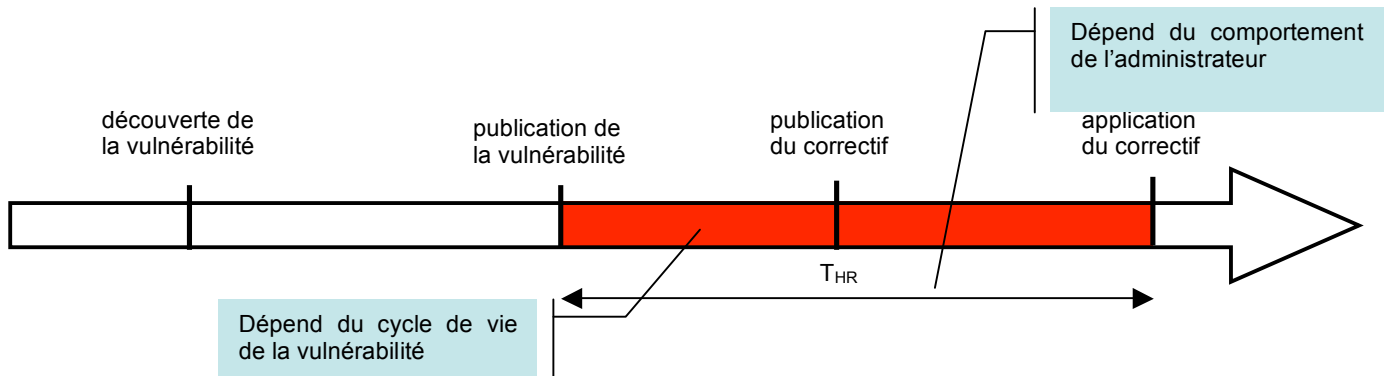 Dépend du comportement
de l’administrateur
découverte de
la vulnérabilité
publication de
la vulnérabilité
publication
du correctif
application
du correctif
THR
Dépend du cycle de vie
de la vulnérabilité